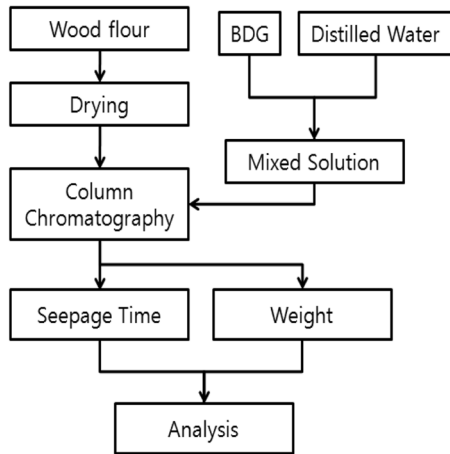 Wood flour
BDG
Distilled Water
Drying
Mixed Solution
Column
Chromatography
Seepage Time
Weight
Analysis